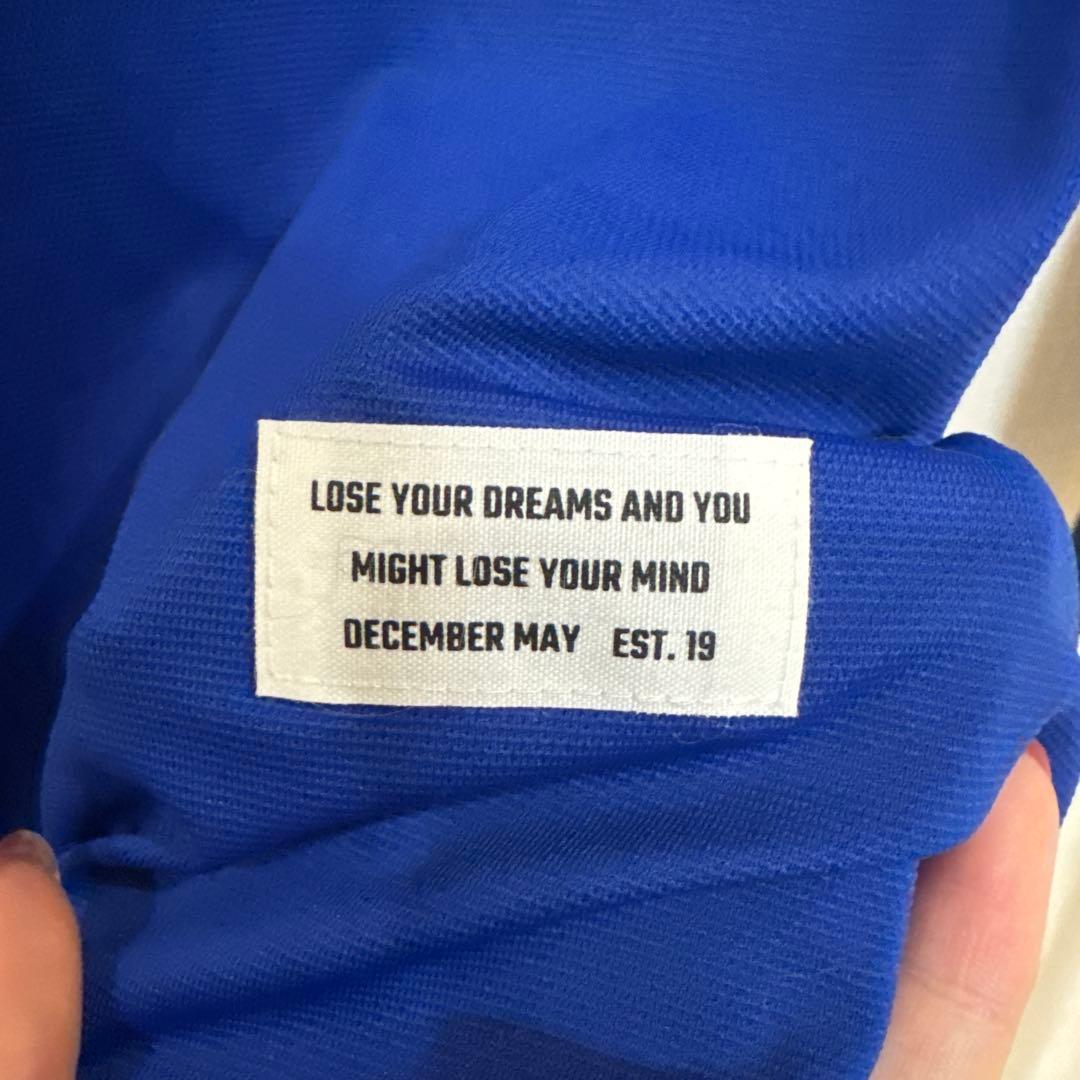 LOSE YOUR DREAMS AND YOU
MIGHT LOSE YOUR MIND
DECEMBER MAY EST. 19